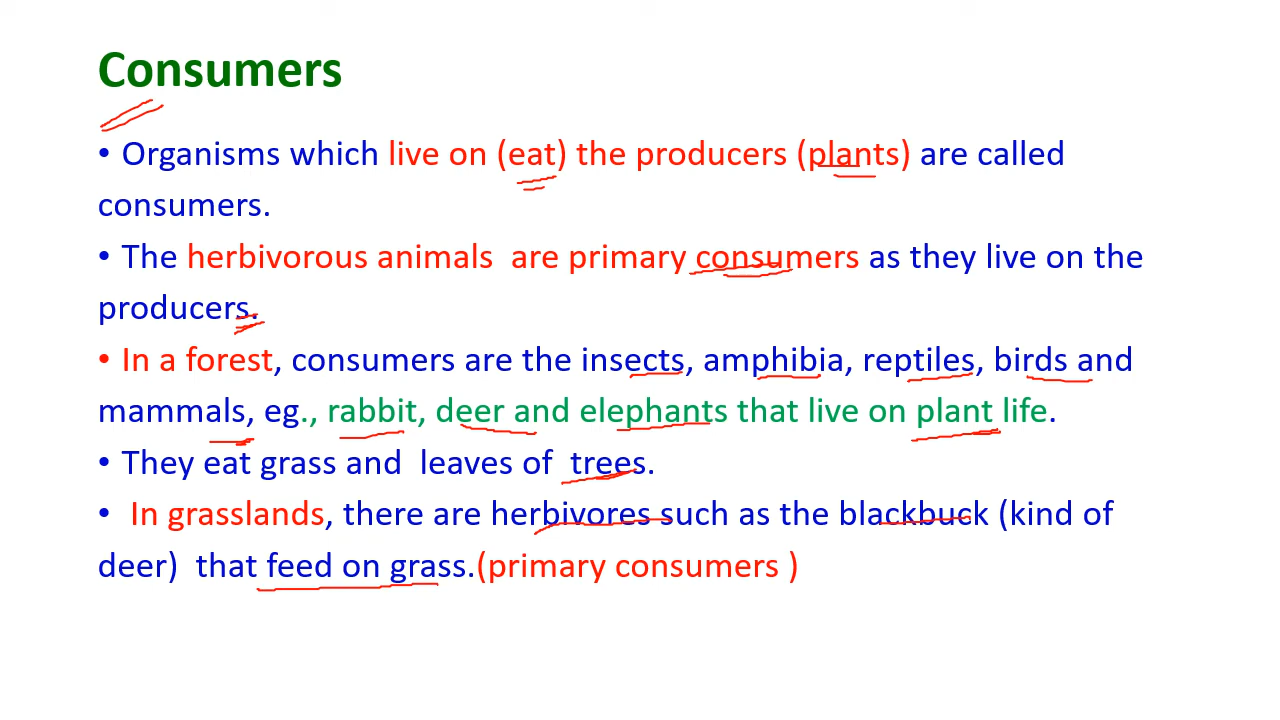 Consumers
• Organisms which live on (eat) the producers (plants) are called
consumers.
• The herbivorous animals  are primary consumers as they live on the
producers.
• In a forest, consumers are the insects, amphibia, reptiles, birds and
mammals, eg., rabbit, deer and elephants that live on plant life.
• They eat grass and  leaves of  trees.
•  In grasslands, there are herbivores such as the blackbuck (kind of
deer)  that feed on grass.(primary consumers )